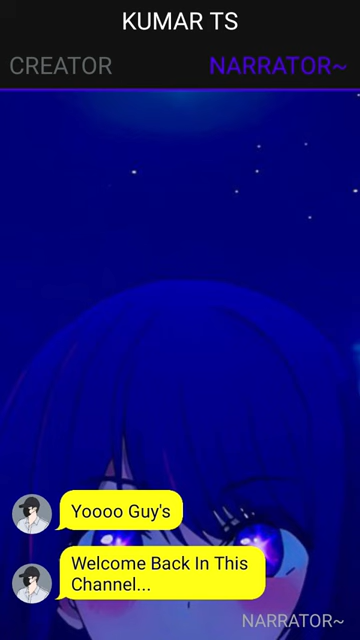 KUMAR TS
CREATOR
NARRATOR~
Yoooo Guy's
Welcome Back In This
Channel...
NARRATOR~